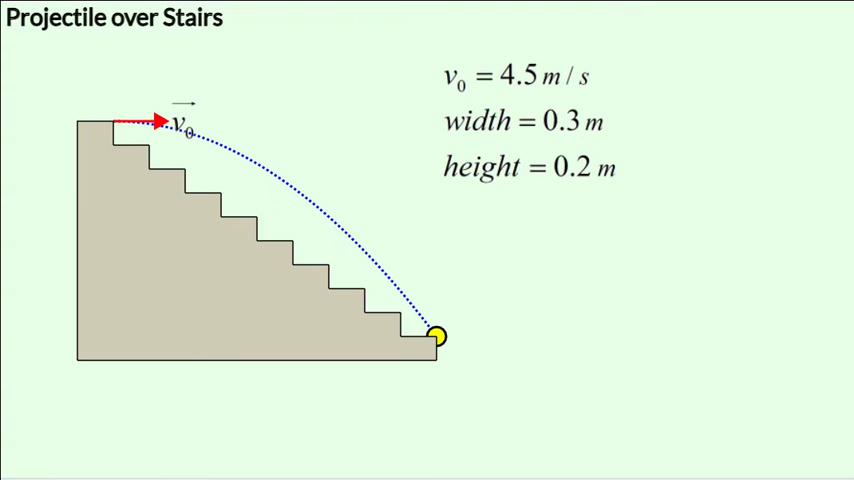 Projectile over Stairs
v₀ = 4.5 m / s
v₀
width = 0.3 m
height = 0.2 m